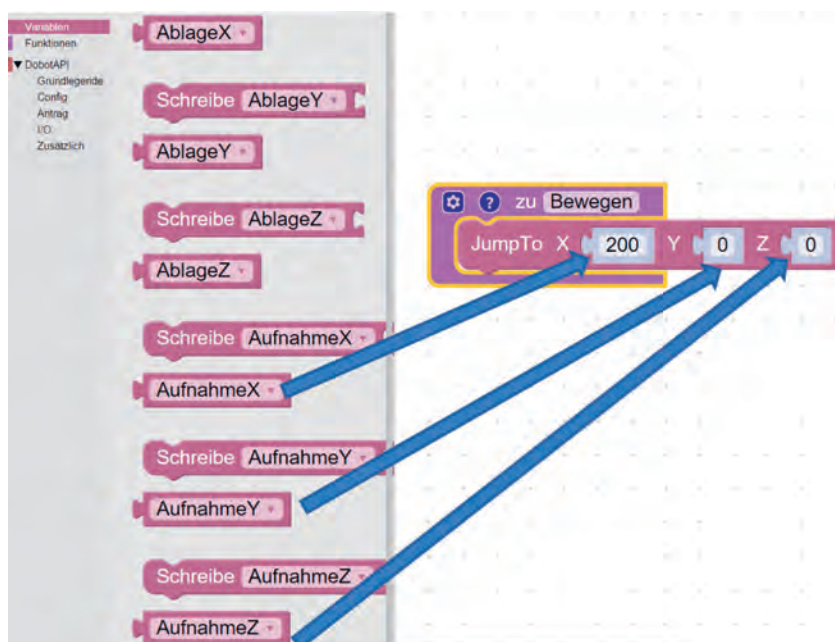 Variablen
Funktionen
DobotAPI
Grundlegende
Config
Antrag
I/O
Zusätzlich
AblageX
Schreibe AblageY
AblageY
Schreibe AblageZ
AblageZ
Schreibe AufnahmeX
AufnahmeX
Schreibe AufnahmeY
AufnahmeY
Schreibe AufnahmeZ
AufnahmeZ
? zu Bewegen
JumpTo X 200 Y 0 Z 0